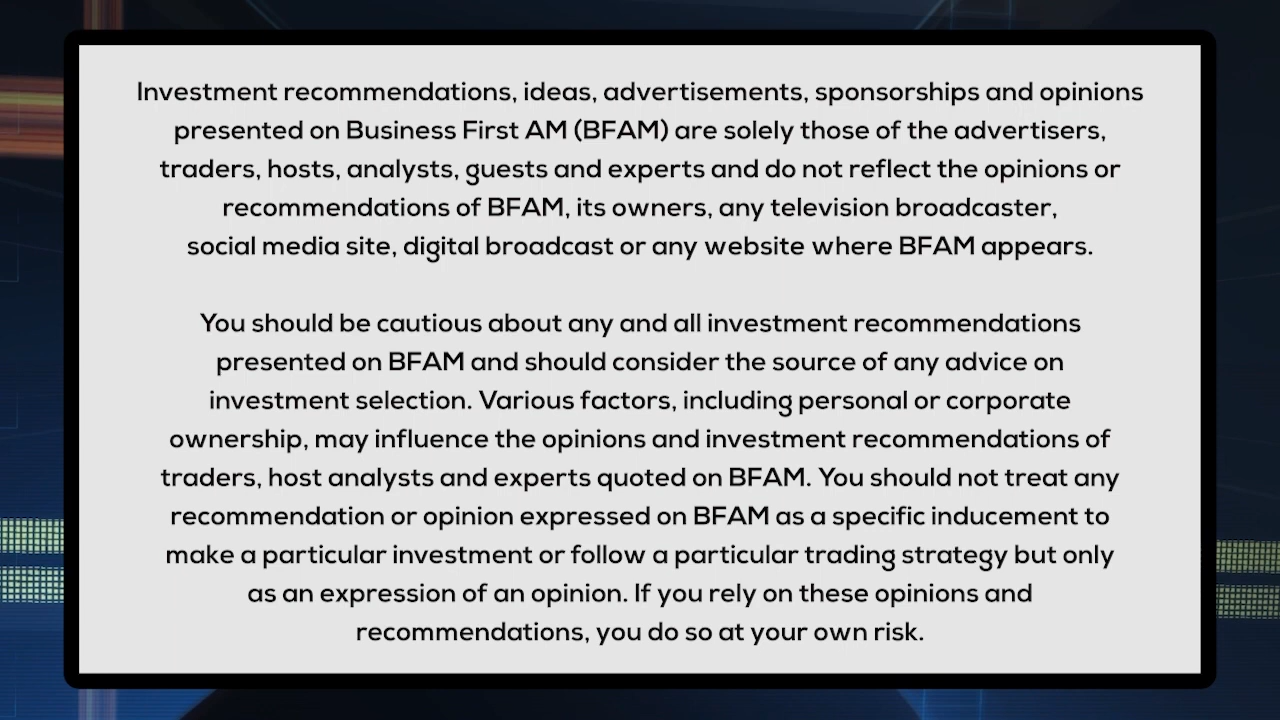 Investment recommendations, ideas, advertisements, sponsorships and opinions
presented on Business First AM (BFAM) are solely those of the advertisers,
traders, hosts, analysts, guests and experts and do not reflect the opinions or
recommendations of BFAM, its owners, any television broadcaster,
social media site, digital broadcast or any website where BFAM appears.
You should be cautious about any and all investment recommendations
presented on BFAM and should consider the source of any advice on
investment selection. Various factors, including personal or corporate
ownership, may influence the opinions and investment recommendations of
traders, host analysts and experts quoted on BFAM. You should not treat any
recommendation or opinion expressed on BFAM as a specific inducement to
make a particular investment or follow a particular trading strategy but only
as an expression of an opinion. If you rely on these opinions and
recommendations, you do so at your own risk.